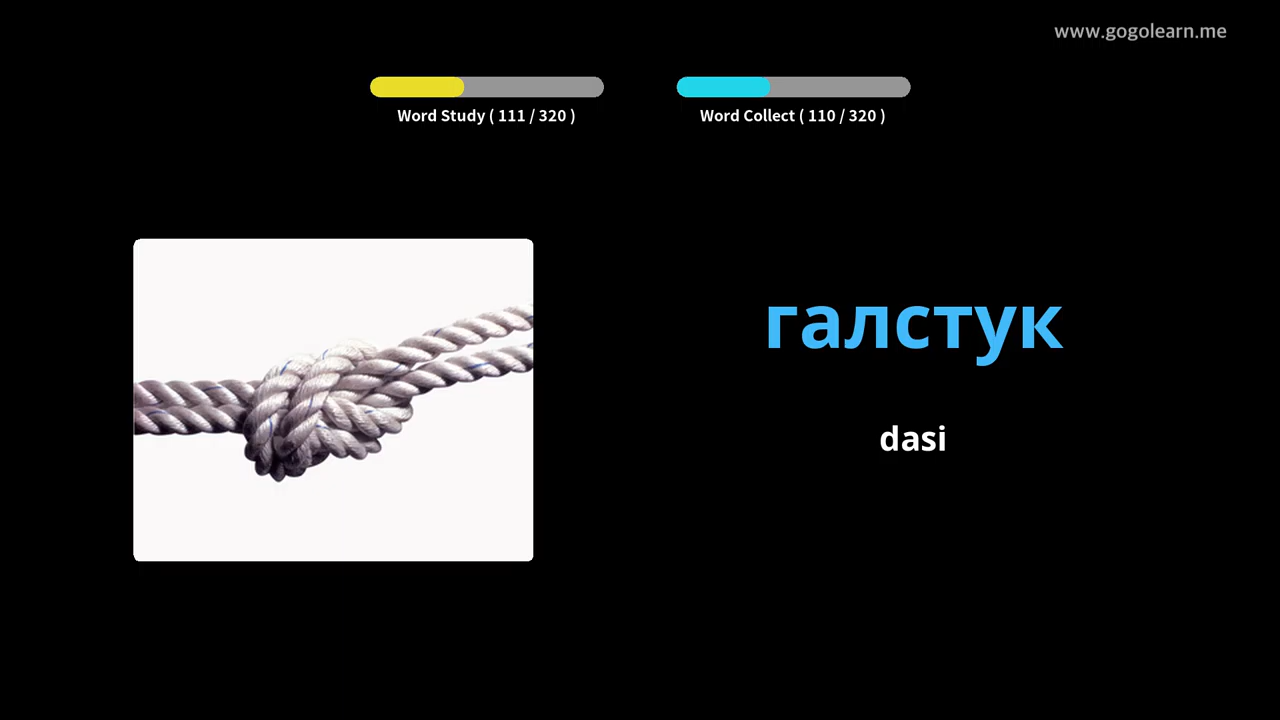 www.gogolearn.me
Word Study ( 111 / 320 )
Word Collect ( 110 / 320 )
галстук
dasi